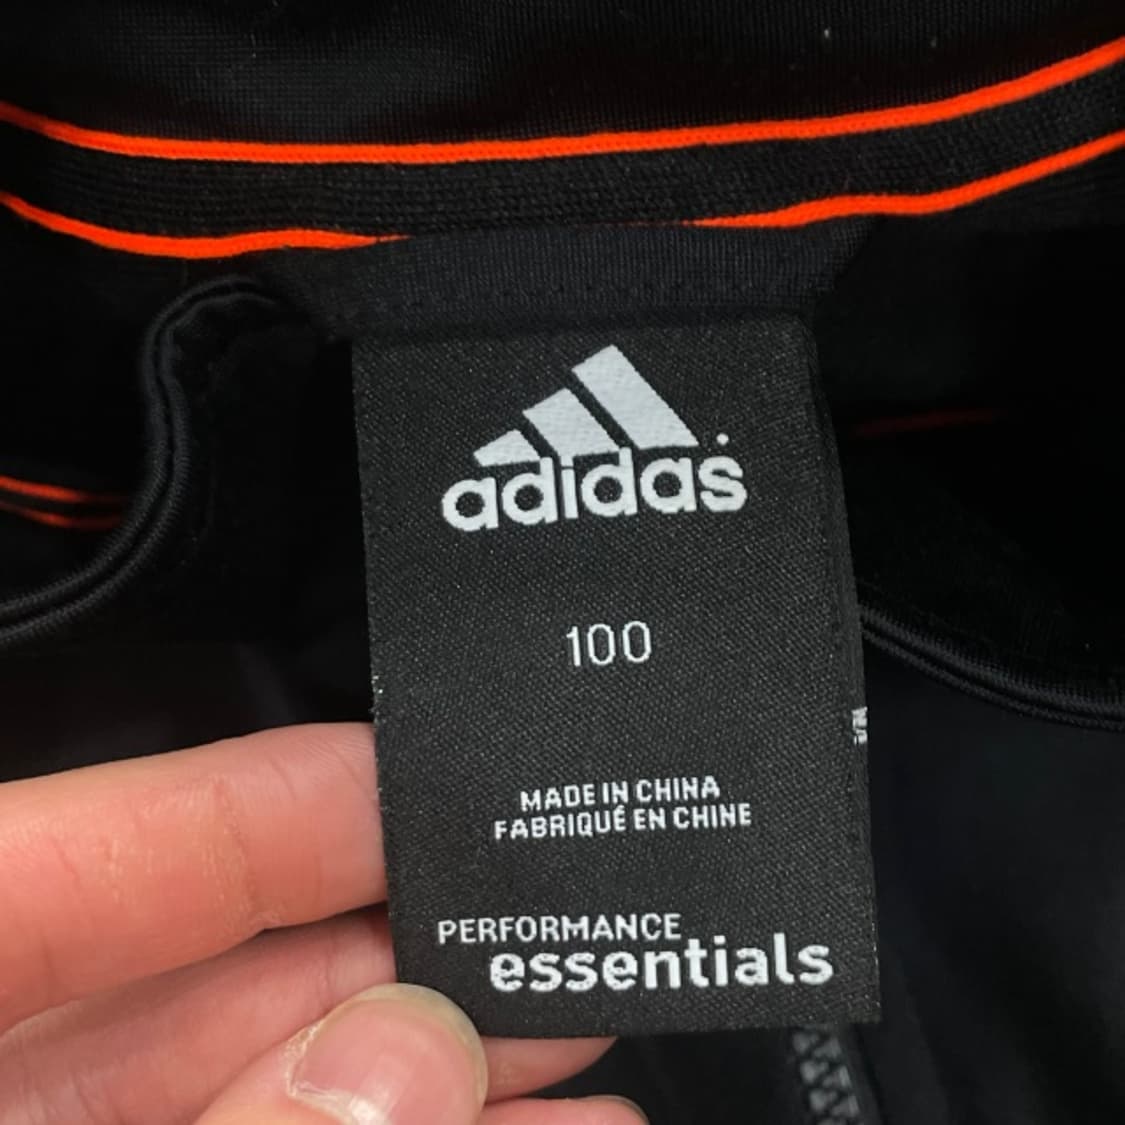 adidas
100
MADE IN CHINA
FABRIQUÉ EN CHINE
PERFORMANCE
essentials